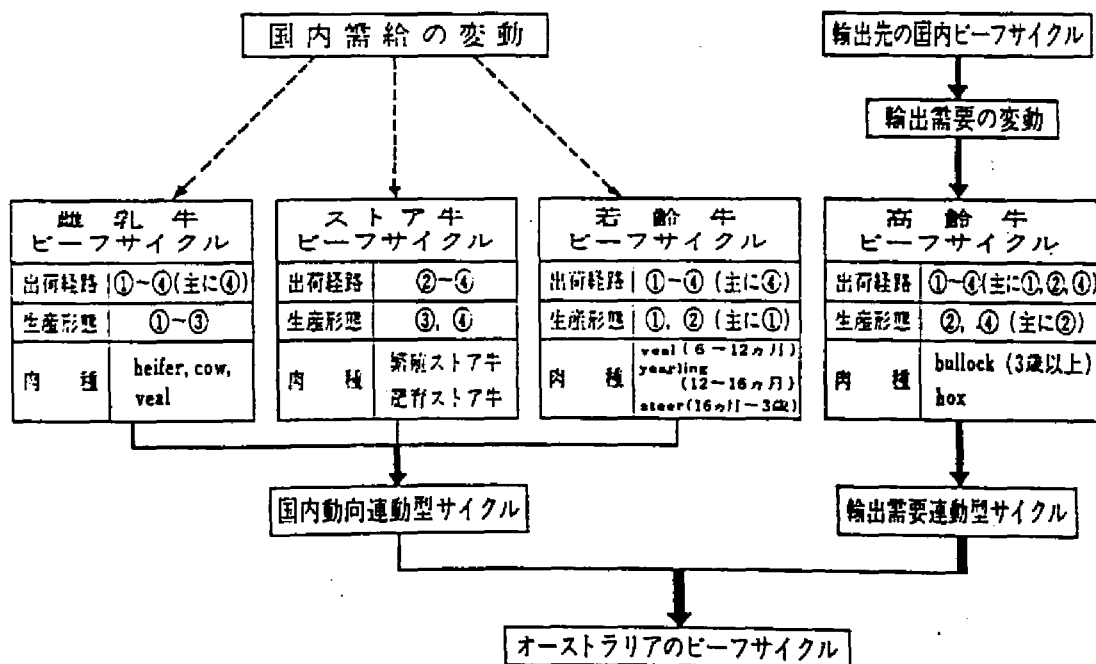 国内需給の変動
輸出先の国内ビーフサイクル
輸出需要の変動
雌乳牛
ビーフサイクル
出荷経路 ①~④(主に④)
生産形態 ①~③
肉種 heifer, cow,
veal
ストア牛
ビーフサイクル
出荷経路 ②~④
生産形態 ③, ④
肉種 繁殖ストア牛
肥育ストア牛
若齢牛
ビーフサイクル
出荷経路 ①~④ (主に④)
生産形態 ①, ② (主に①)
肉種 veal (6~12ヵ月)
yearling
(12~16ヵ月)
steer(16ヵ月~3歳)
高齢牛
ビーフサイクル
出荷経路 ①~④(主に①,②,④)
生産形態 ②, ④ (主に②)
肉種 bullock (3歳以上)
hox
国内動向連動型サイクル
輸出需要連動型サイクル
オーストラリアのビーフサイクル